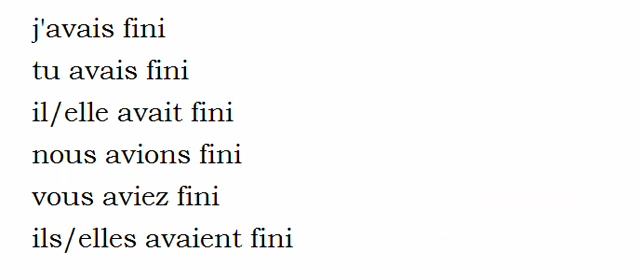 j'avais fini
tu avais fini
il/elle avait fini
nous avions fini
vous aviez fini
ils/elles avaient fini